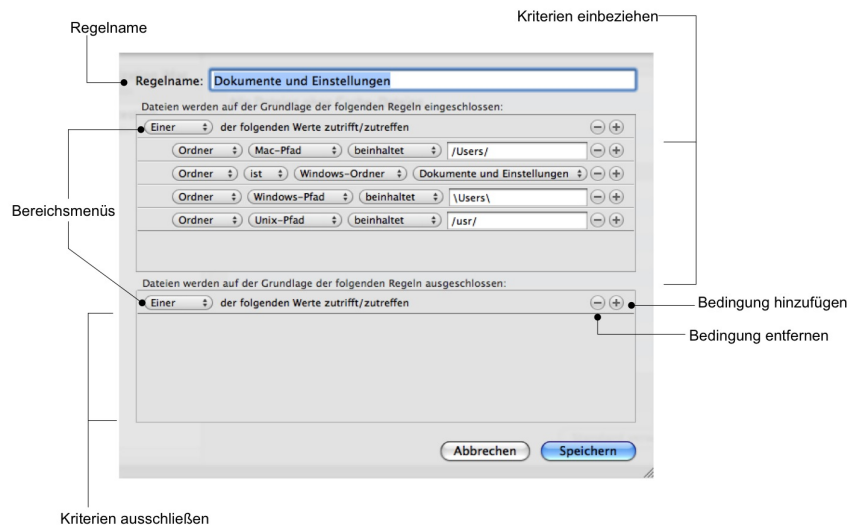 Kriterien einbeziehen
Regelname
Regelname: Dokumente und Einstellungen
Dateien werden auf der Grundlage der folgenden Regeln eingeschlossen:
Einer der folgenden Werte zutrifft/zutreffen
Ordner Mac-Pfad beinhaltet /Users/
Ordner ist Windows-Ordner Dokumente und Einstellungen
Ordner Windows-Pfad beinhaltet \Users\
Ordner Unix-Pfad beinhaltet /usr/
Bereichsmenüs
Dateien werden auf der Grundlage der folgenden Regeln ausgeschlossen:
Einer der folgenden Werte zutrifft/zutreffen
Bedingung hinzufügen
Bedingung entfernen
Abbrechen Speichern
Kriterien ausschließen